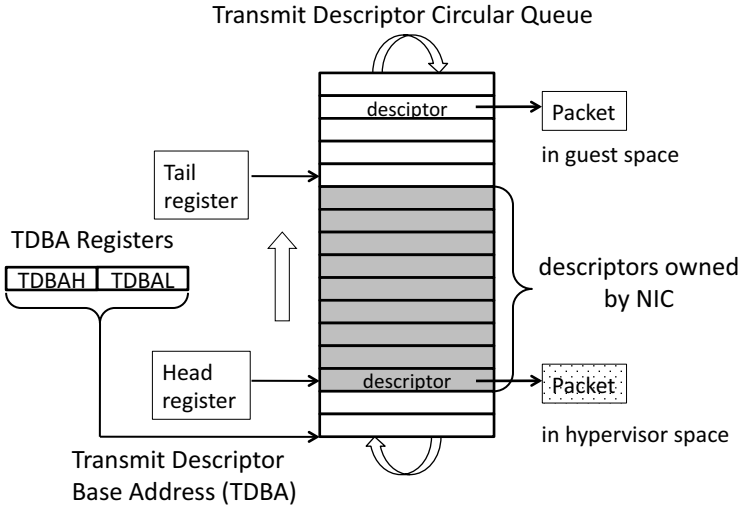 Transmit Descriptor Circular Queue
desciptor
Packet
in guest space
Tail
register
TDBA Registers
TDBAH TDBAL
descriptors owned
by NIC
Head
register
descriptor
Packet
in hypervisor space
Transmit Descriptor
Base Address (TDBA)